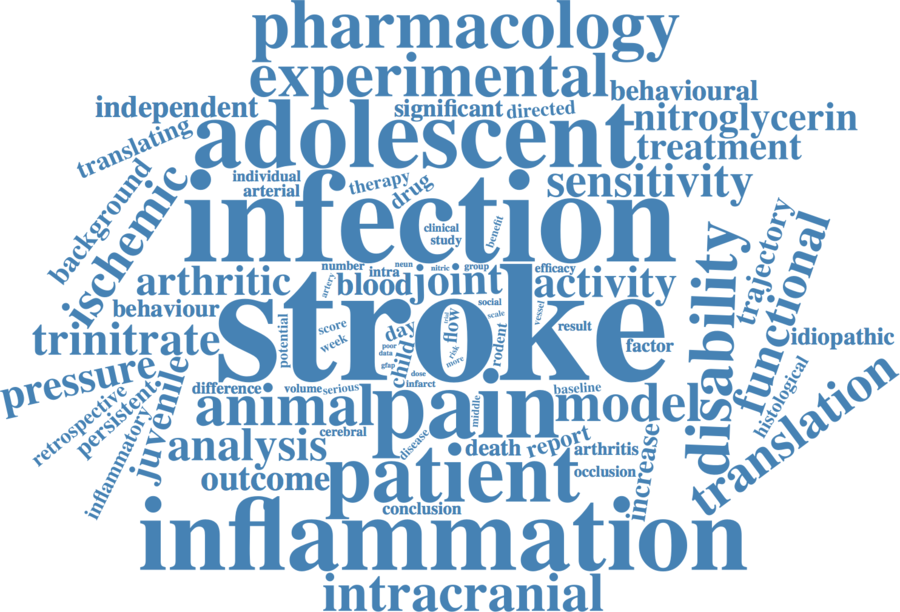 pharmacology
experimental
behavioural
independent
significant
directed
nitroglycerin
translating
adolescent
treatment
background
ischemic
individual
arterial
therapy
drug
sensitivity
infection
clinical
study
benefit
trajectory
functional
disability
number
intra
neun
nitric
group
efficacy
arthritic
artery
blood
joint
activity
behaviour
social
scale
vessel
trinitrate
stroke
potential
score
week
day
flow
trial
rodent
result
factor
idiopathic
poor
data
gfap
child
risk
more
dose
infarct
pressure
retrospective
persistent
inflammatory
juvenile
difference
volume
serious
baseline
histological
translation
animal
pain
middle
model
cerebral
disease
analysis
death
report
arthritis
increase
outcome
patient
occlusion
conclusion
inflammation
intracranial